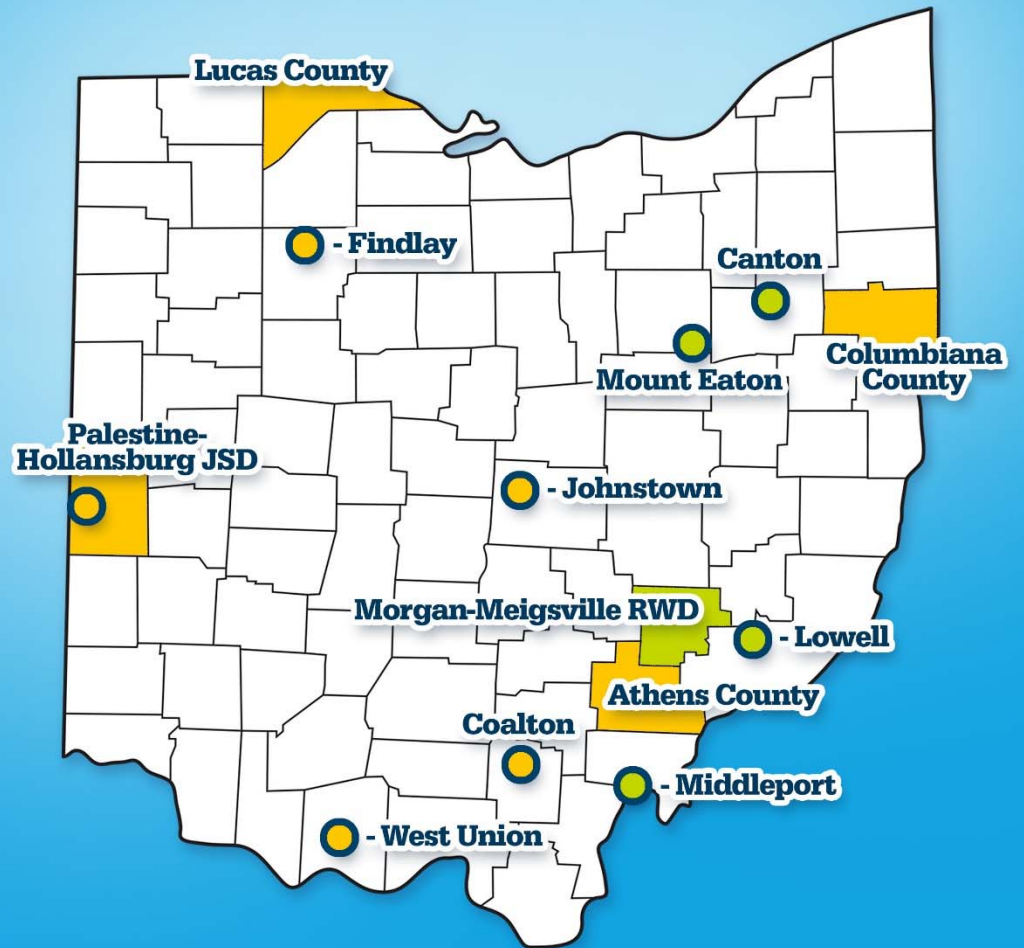 Lucas County
- Findlay
Canton
Mount Eaton
Columbiana
County
Palestine-
Hollansburg JSD
- Johnstown
Morgan-Meigsville RWD
- Lowell
Athens County
Coalton
- Middleport
- West Union